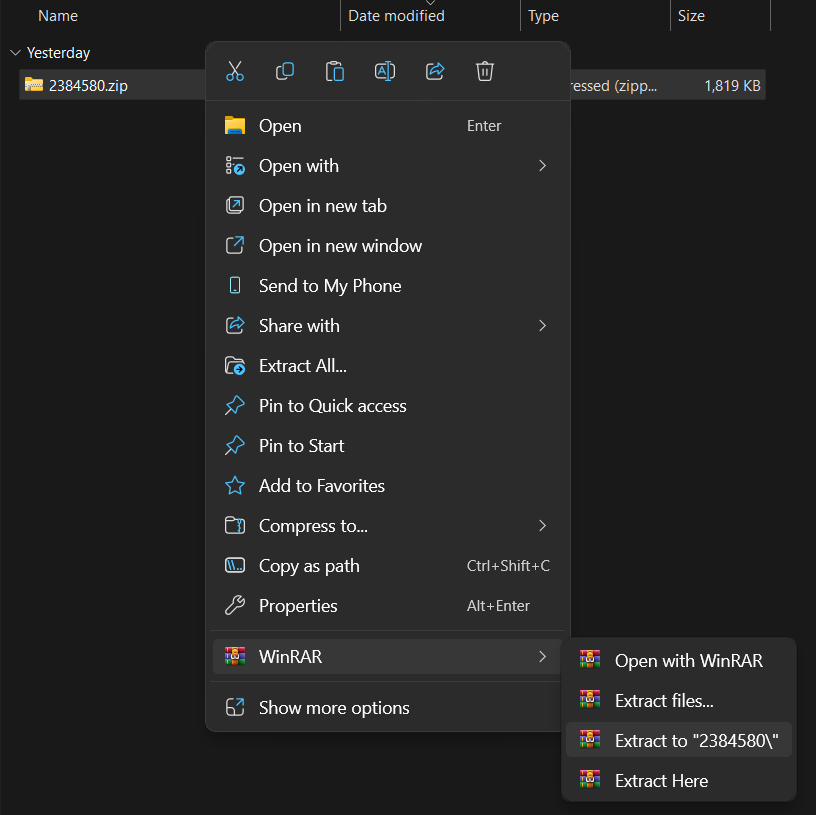 Name Date modified Type Size
Yesterday
2384580.zip ressed (zipp... 1,819 KB
Open Enter
Open with
Open in new tab
Open in new window
Send to My Phone
Share with
Extract All...
Pin to Quick access
Pin to Start
Add to Favorites
Compress to...
Copy as path Ctrl+Shift+C
Properties Alt+Enter
WinRAR
Show more options
Open with WinRAR
Extract files...
Extract to "2384580\"
Extract Here